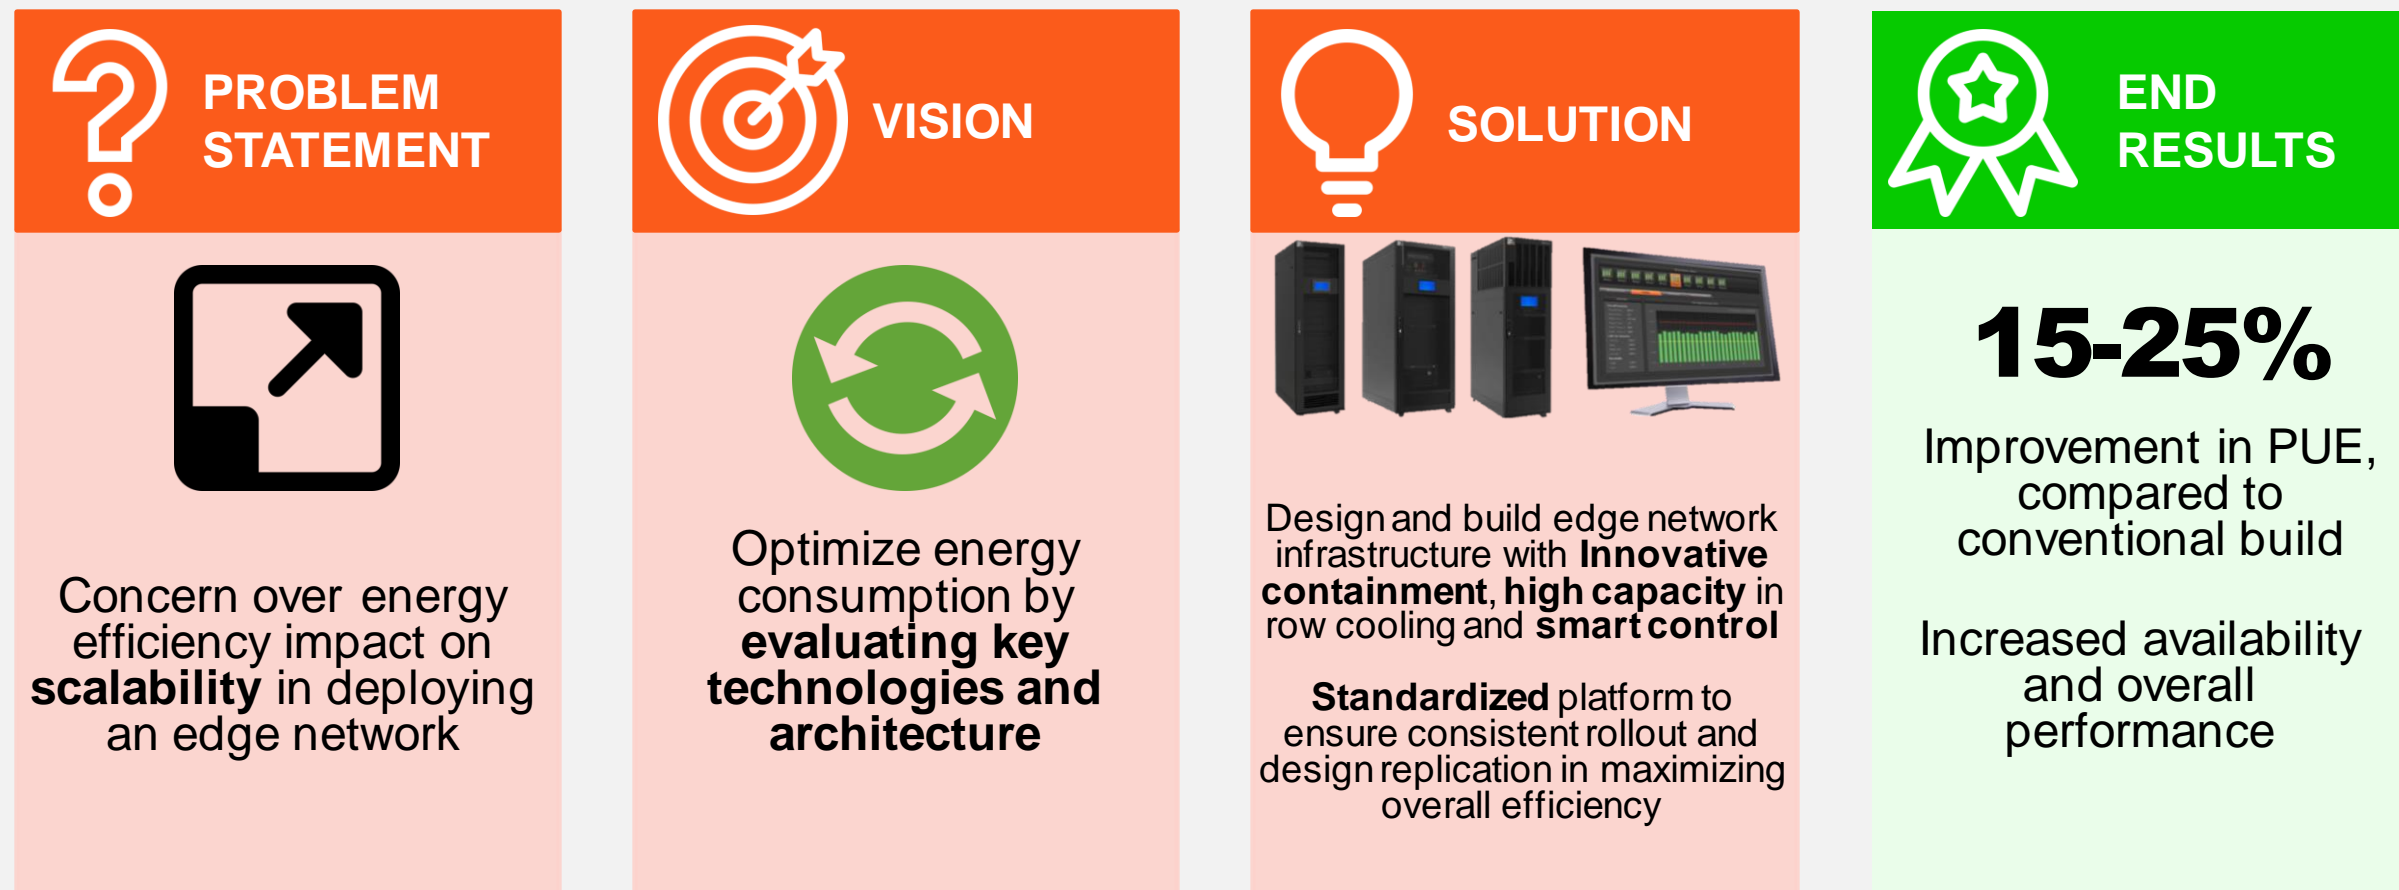 PROBLEM
STATEMENT
Concern over energy
efficiency impact on
scalability in deploying
an edge network
VISION
Optimize energy
consumption by
evaluating key
technologies and
architecture
SOLUTION
Design and build edge network
infrastructure with Innovative
containment, high capacity in
row cooling and smart control
Standardized platform to
ensure consistent rollout and
design replication in maximizing
overall efficiency
END
RESULTS
15-25%
Improvement in PUE,
compared to
conventional build
Increased availability
and overall
performance